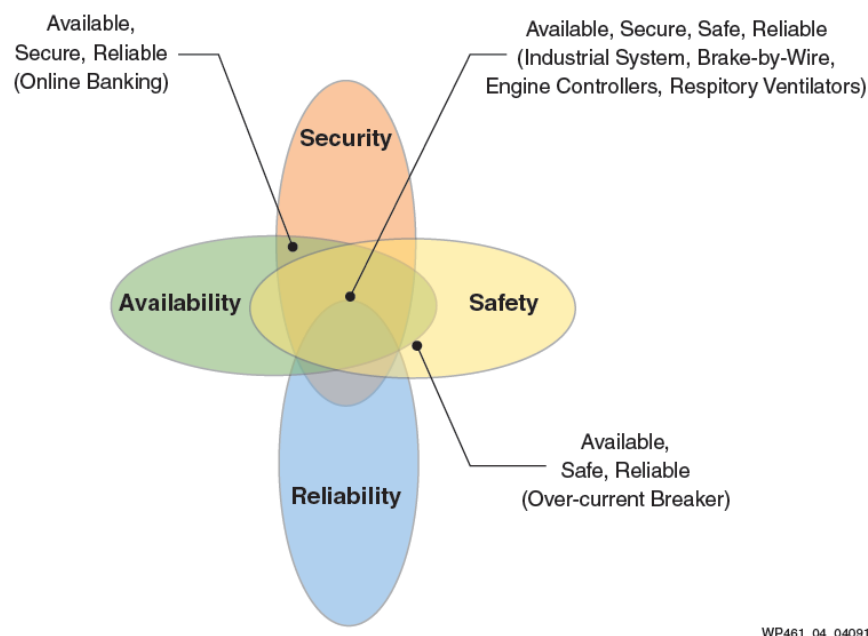 Available,
Secure, Reliable
(Online Banking)
Available, Secure, Safe, Reliable
(Industrial System, Brake-by-Wire,
Engine Controllers, Respitory Ventilators)
Security
Availability
Safety
Available,
Safe, Reliable
(Over-current Breaker)
Reliability
WP461_04_04091